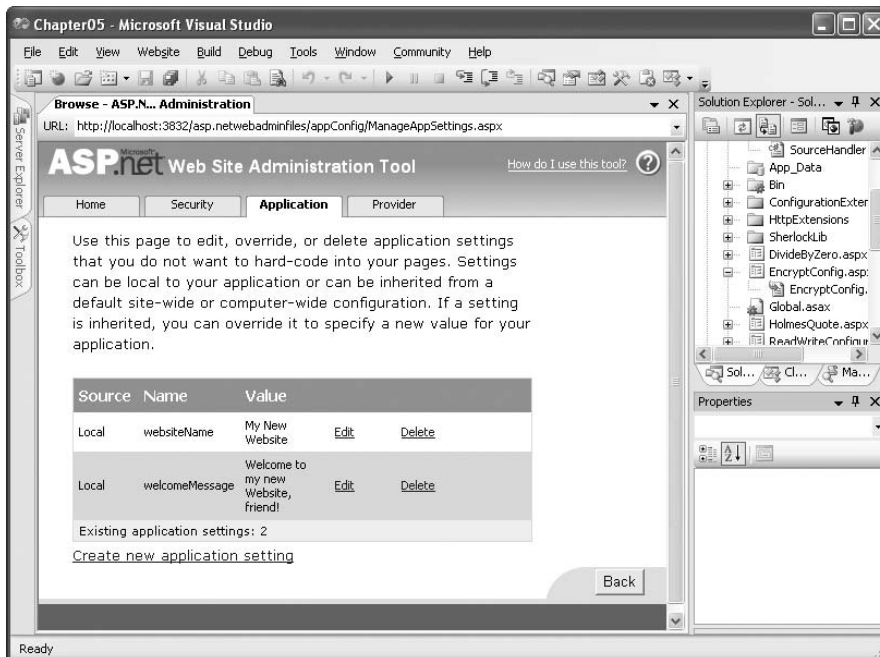 Chapter05 - Microsoft Visual Studio
File Edit View Website Build Debug Tools Window Community Help
Server Explorer
Toolbox
Browse - ASP.N... Administration
URL: http://localhost:3832/asp.netwebadminfiles/appConfig/ManageAppSettings.aspx
Microsoft
ASP.net Web Site Administration Tool
How do I use this tool? ?
Home Security Application Provider
Use this page to edit, override, or delete application settings
that you do not want to hard-code into your pages. Settings
can be local to your application or can be inherited from a
default site-wide or computer-wide configuration. If a setting
is inherited, you can override it to specify a new value for your
application.
Source Name Value
Local websiteName My New
Website Edit Delete
Local welcomeMessage Welcome to
my new
Website,
friend! Edit Delete
Existing application settings: 2
Create new application setting
Back
Solution Explorer - Sol...
SourceHandler
App_Data
Bin
ConfigurationExter
HttpExtensions
SherlockLib
DivideByZero.aspx
EncryptConfig.asp:
EncryptConfig.
Global.asax
HolmesQuote.aspx
ReadWriteConfigur
Sol... Cl... Ma...
Properties
Ready